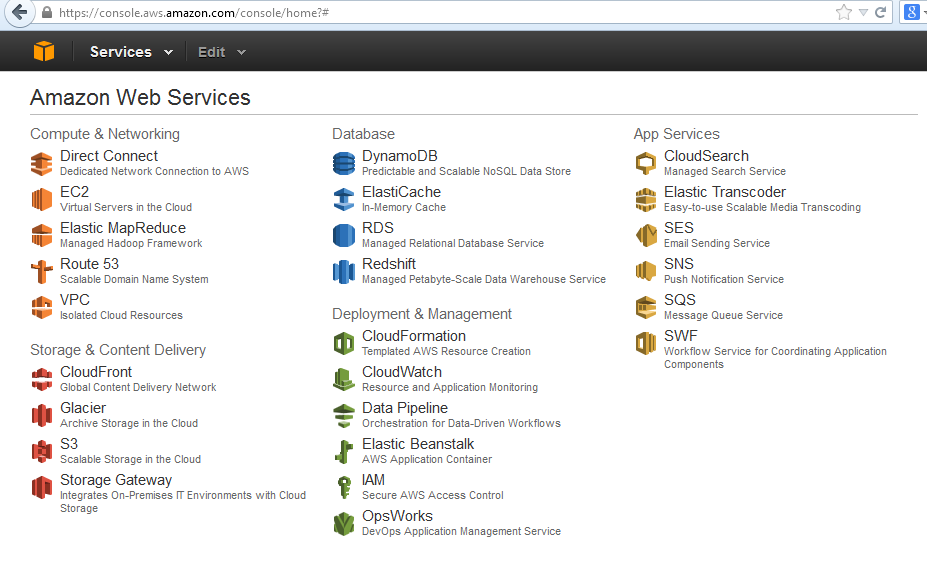 https://console.aws.amazon.com/console/home?#
8
Services
Edit
Amazon Web Services
Compute & Networking
Direct Connect
Dedicated Network Connection to AWS
EC2
Virtual Servers in the Cloud
Elastic MapReduce
Managed Hadoop Framework
Route 53
Scalable Domain Name System
VPC
Isolated Cloud Resources
Storage & Content Delivery
CloudFront
Global Content Delivery Network
Glacier
Archive Storage in the Cloud
S3
Scalable Storage in the Cloud
Storage Gateway
Integrates On-Premises IT Environments with Cloud
Storage
Database
DynamoDB
Predictable and Scalable NoSQL Data Store
ElastiCache
In-Memory Cache
RDS
Managed Relational Database Service
Redshift
Managed Petabyte-Scale Data Warehouse Service
Deployment & Management
CloudFormation
Templated AWS Resource Creation
CloudWatch
Resource and Application Monitoring
Data Pipeline
Orchestration for Data-Driven Workflows
Elastic Beanstalk
AWS Application Container
IAM
Secure AWS Access Control
OpsWorks
DevOps Application Management Service
App Services
CloudSearch
Managed Search Service
Elastic Transcoder
Easy-to-use Scalable Media Transcoding
SES
Email Sending Service
SNS
Push Notification Service
SQS
Message Queue Service
SWF
Workflow Service for Coordinating Application
Components